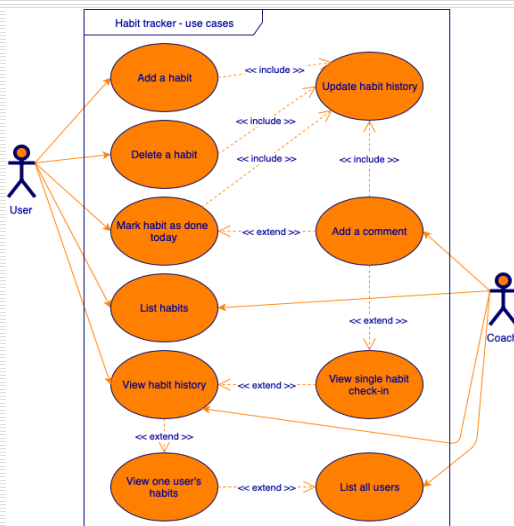 Habit tracker - use cases
Add a habit
<< include >>
Update habit history
Delete a habit
<< include >>
<< include >>
<< include >>
User
Mark habit as done
today
<< extend >>
Add a comment
List habits
<< extend >>
Coach
View habit history
<< extend >>
View single habit
check-in
<< extend >>
View one user's
habits
<< extend >>
List all users